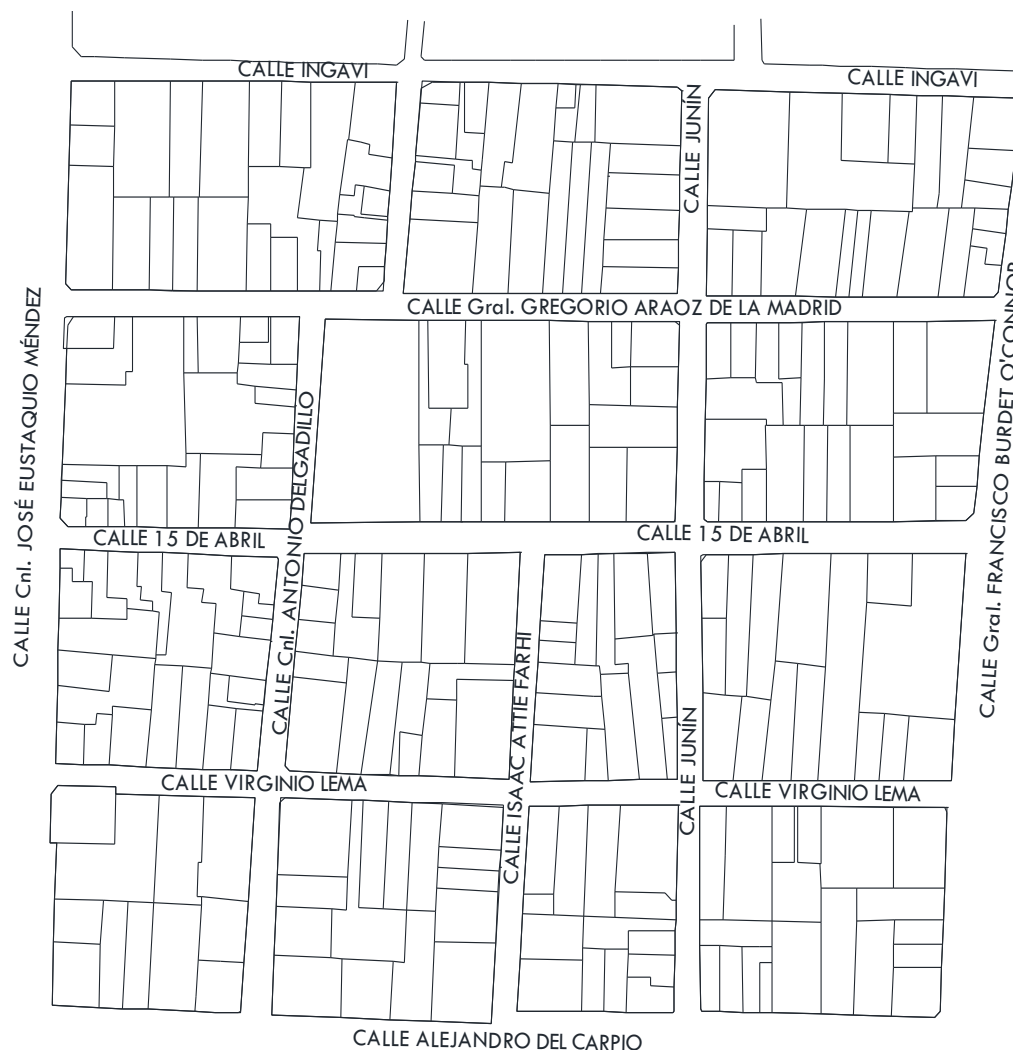 CALLE INGAVI
CALLE INGAVI
CALLE JUNÍN
CALLE Gral. GREGORIO ARAOZ DE LA MADRID
CALLE Cnl. JOSÉ EUSTAQUIO MÉNDEZ
CALLE Gral. FRANCISCO BURDET O'CONNOR
CALLE Cnl. ANTONIO DELGADILLO
CALLE 15 DE ABRIL
CALLE 15 DE ABRIL
CALLE ISAAC ATTIE FARHI
CALLE JUNÍN
CALLE VIRGINIO LEMA
CALLE VIRGINIO LEMA
CALLE ALEJANDRO DEL CARPIO